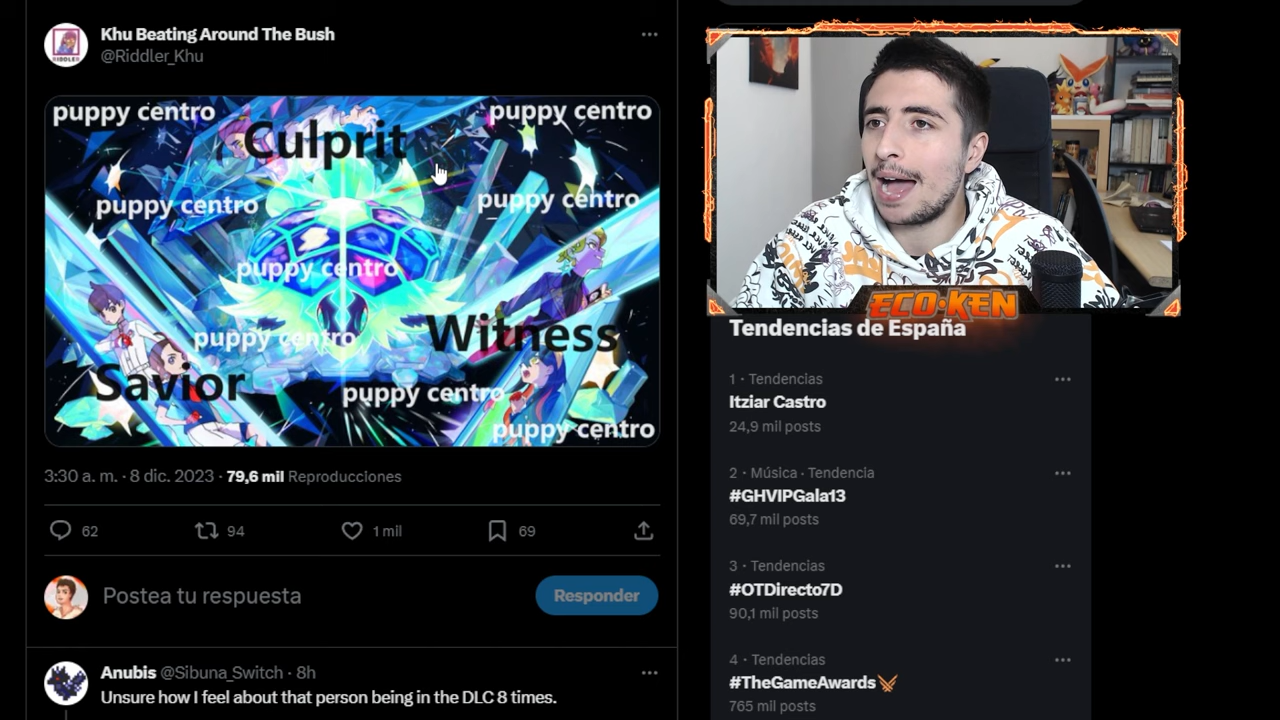 Khu Beating Around The Bush
@Riddler_Khu
puppy centro
puppy centro
Culprit
puppy centro
puppy centro
puppy centro
puppy centro
Witness
Savior
puppy centro
puppy centro
3:30 a. m. · 8 dic. 2023 · 79,6 mil Reproducciones
62
94
1 mil
69
Postea tu respuesta
Responder
Anubis @Sibuna_Switch · 8h
Unsure how I feel about that person being in the DLC 8 times.
ECO·KEN
Tendencias de España
1 · Tendencias
Itziar Castro
24,9 mil posts
2 · Música · Tendencia
#GHVIPGala13
69,7 mil posts
3 · Tendencias
#OTDirecto7D
90,1 mil posts
4 · Tendencias
#TheGameAwards
765 mil posts